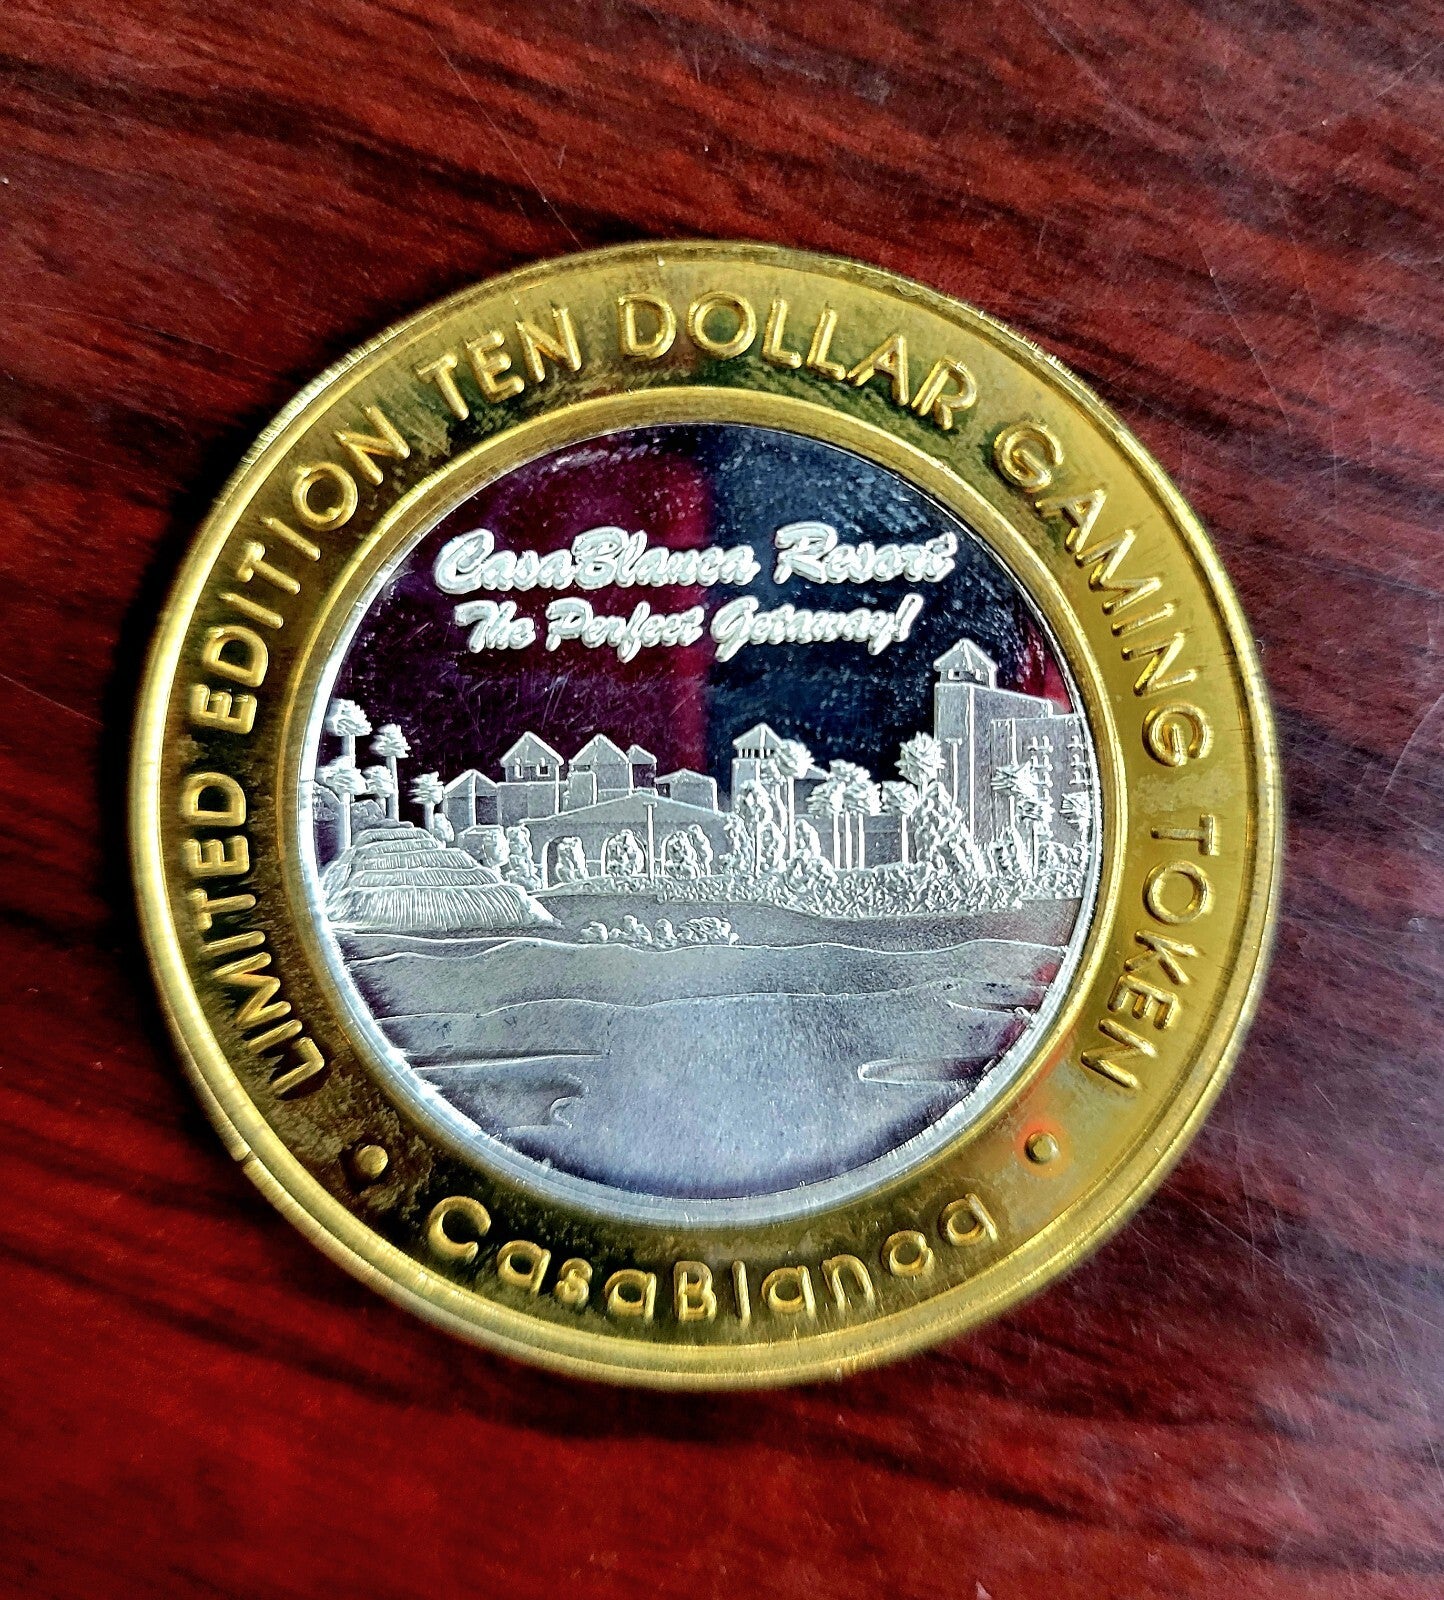 LIMITED EDITION TEN DOLLAR GAMING TOKEN
CasaBlanca Resort
The Perfect Getaway!
• CasaBlanca •